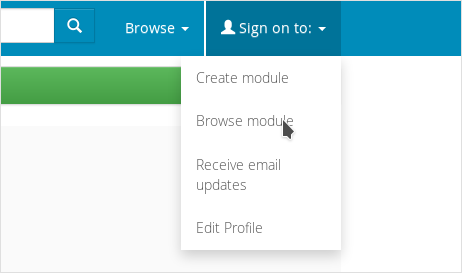 Browse
Sign on to:
Create module
Browse module
Receive email
updates
Edit Profile